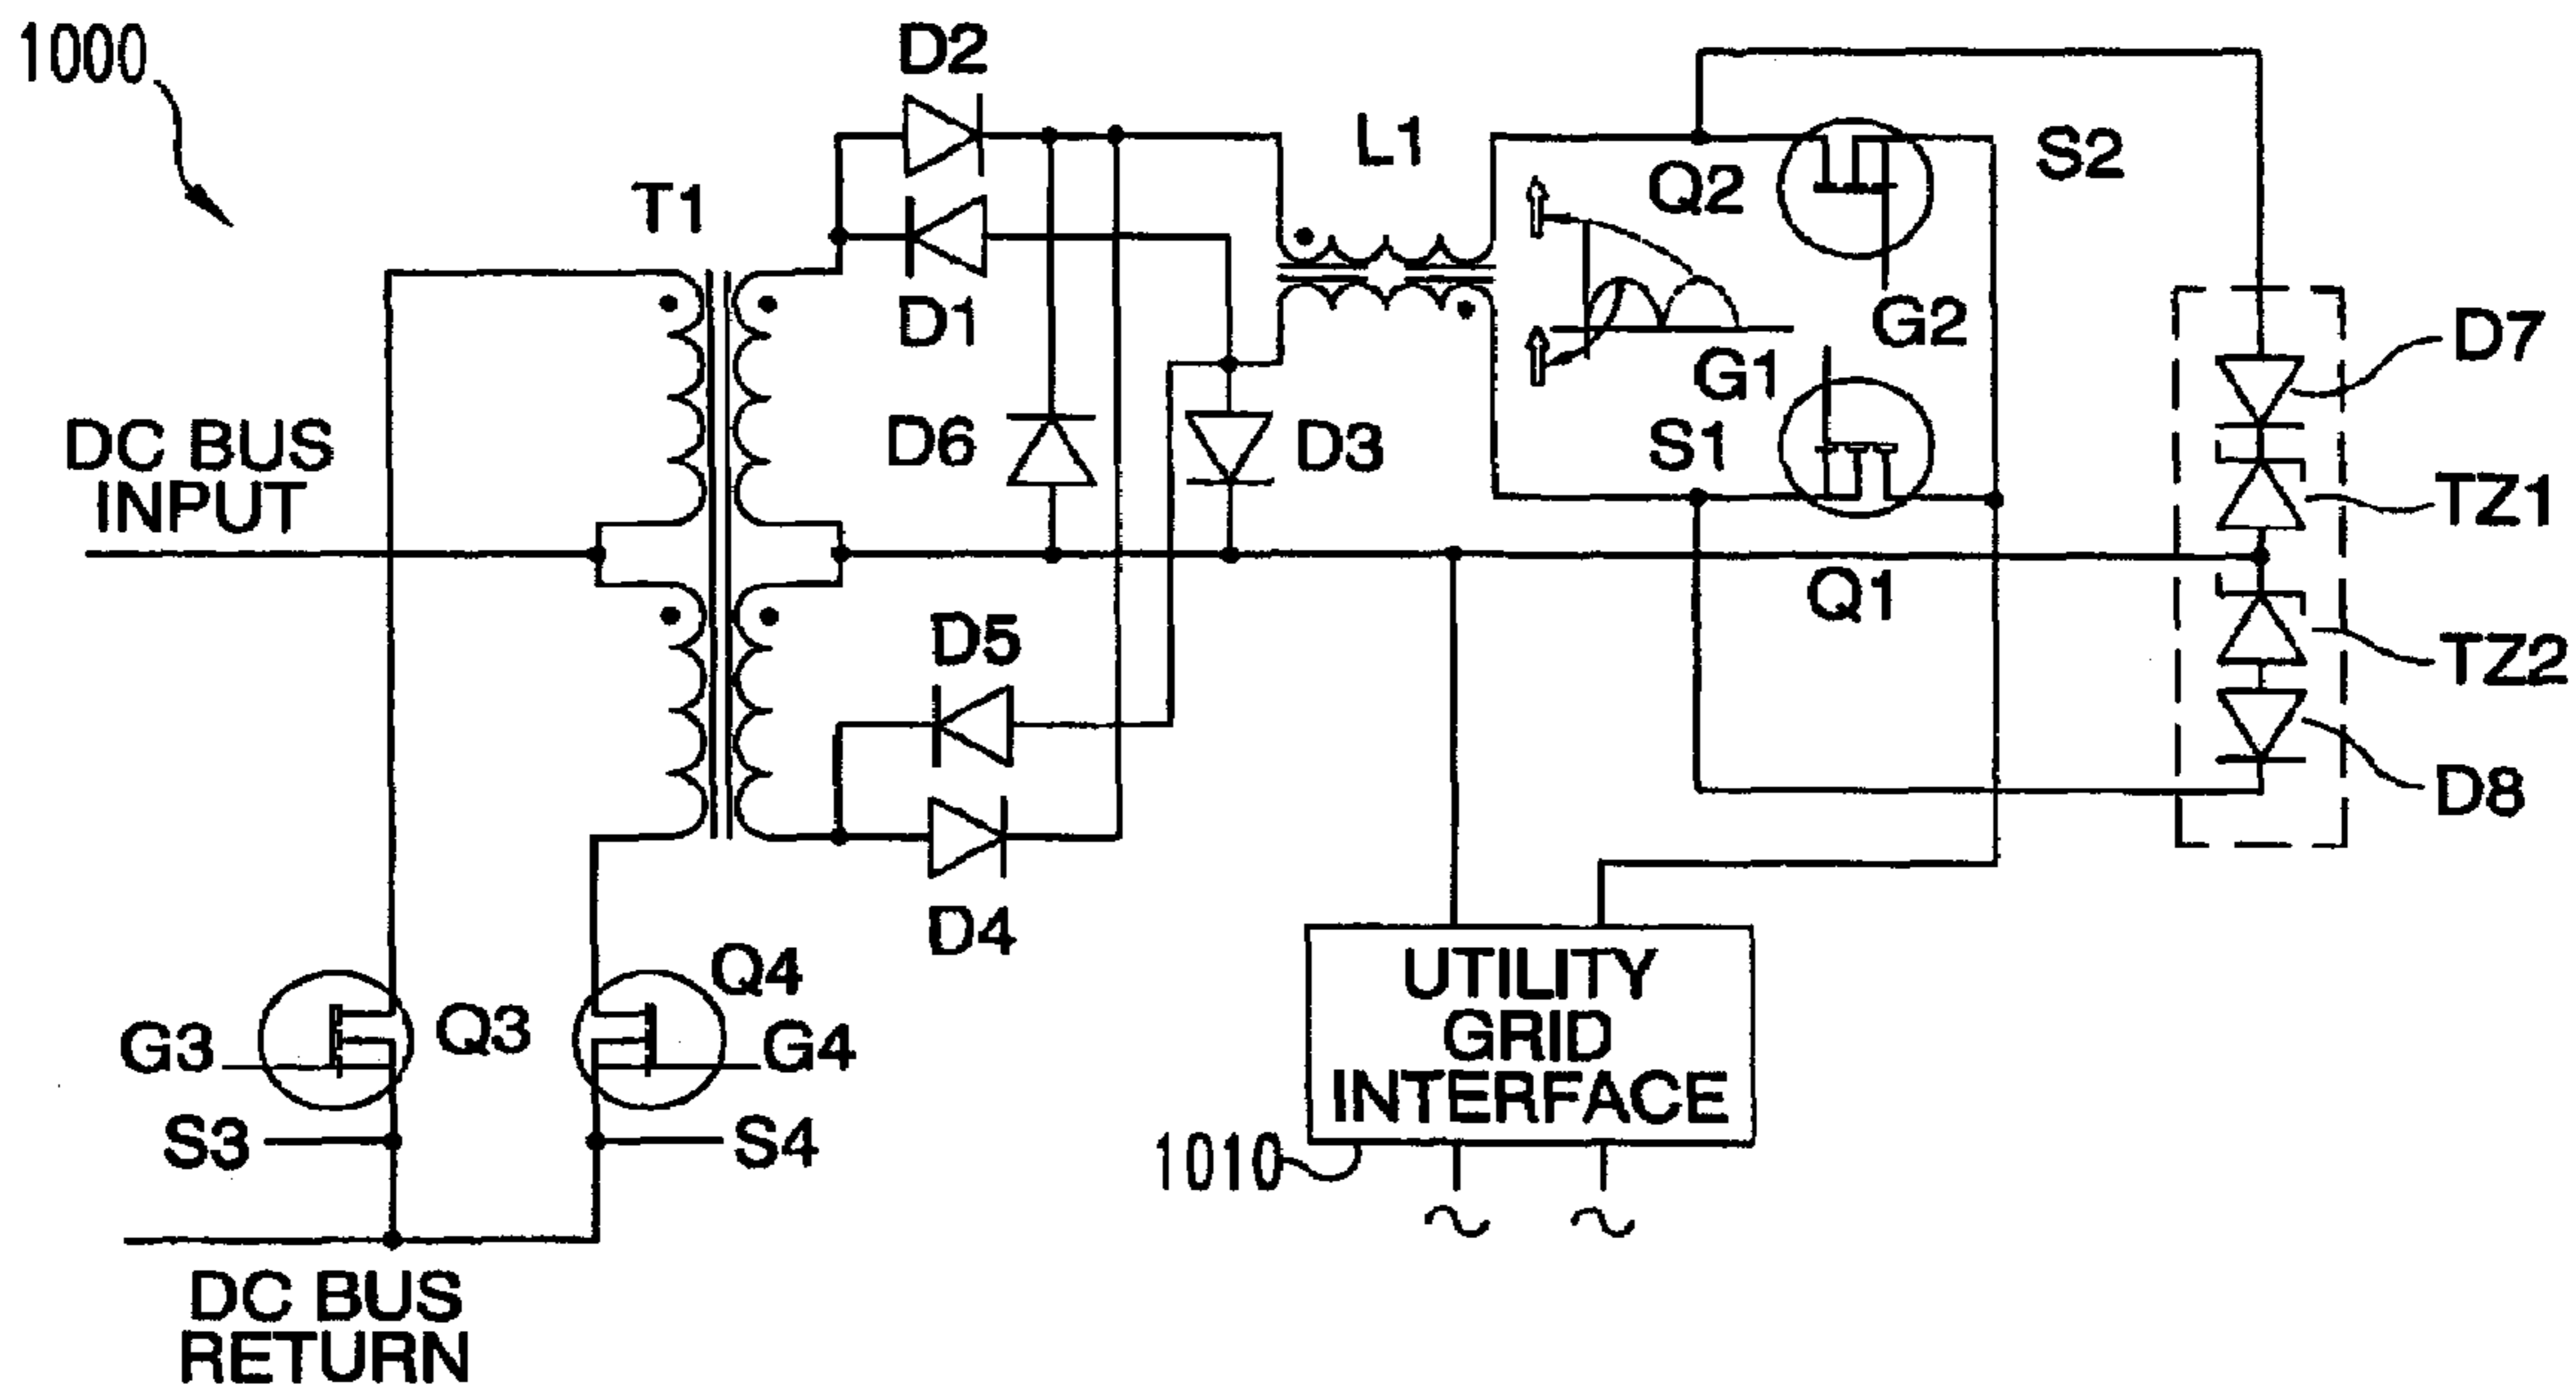 1000
D2
L1
S2
T1
Q2
D1
G2
G1
D7
DC BUS
INPUT
D6
D3
S1
TZ1
Q1
D5
TZ2
D8
D4
Q4
UTILITY
GRID
INTERFACE
G3
Q3
G4
S3
S4
1010
DC BUS
RETURN